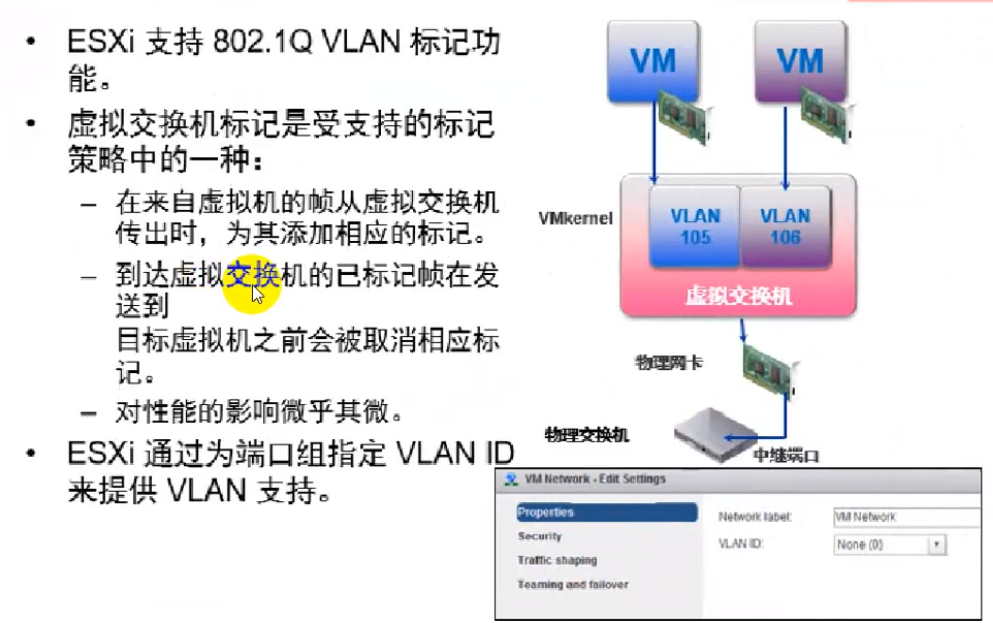 • ESXi 支持 802.1Q VLAN 标记功
能。
• 虚拟交换机标记是受支持的标记
策略中的一种：
– 在来自虚拟机的帧从虚拟交换机
传出时，为其添加相应的标记。
– 到达虚拟交换机的已标记帧在发
送到
目标虚拟机之前会被取消相应标
记。
– 对性能的影响微乎其微。
• ESXi 通过为端口组指定 VLAN ID
来提供 VLAN 支持。
VM VM
VMkernel
VLAN 105
VLAN 106
虚拟交换机
物理网卡
物理交换机
中继端口
VM Network - Edit Settings
Properties
Security
Traffic shaping
Teaming and failover
Network label: VM Network
VLAN ID: None (0)